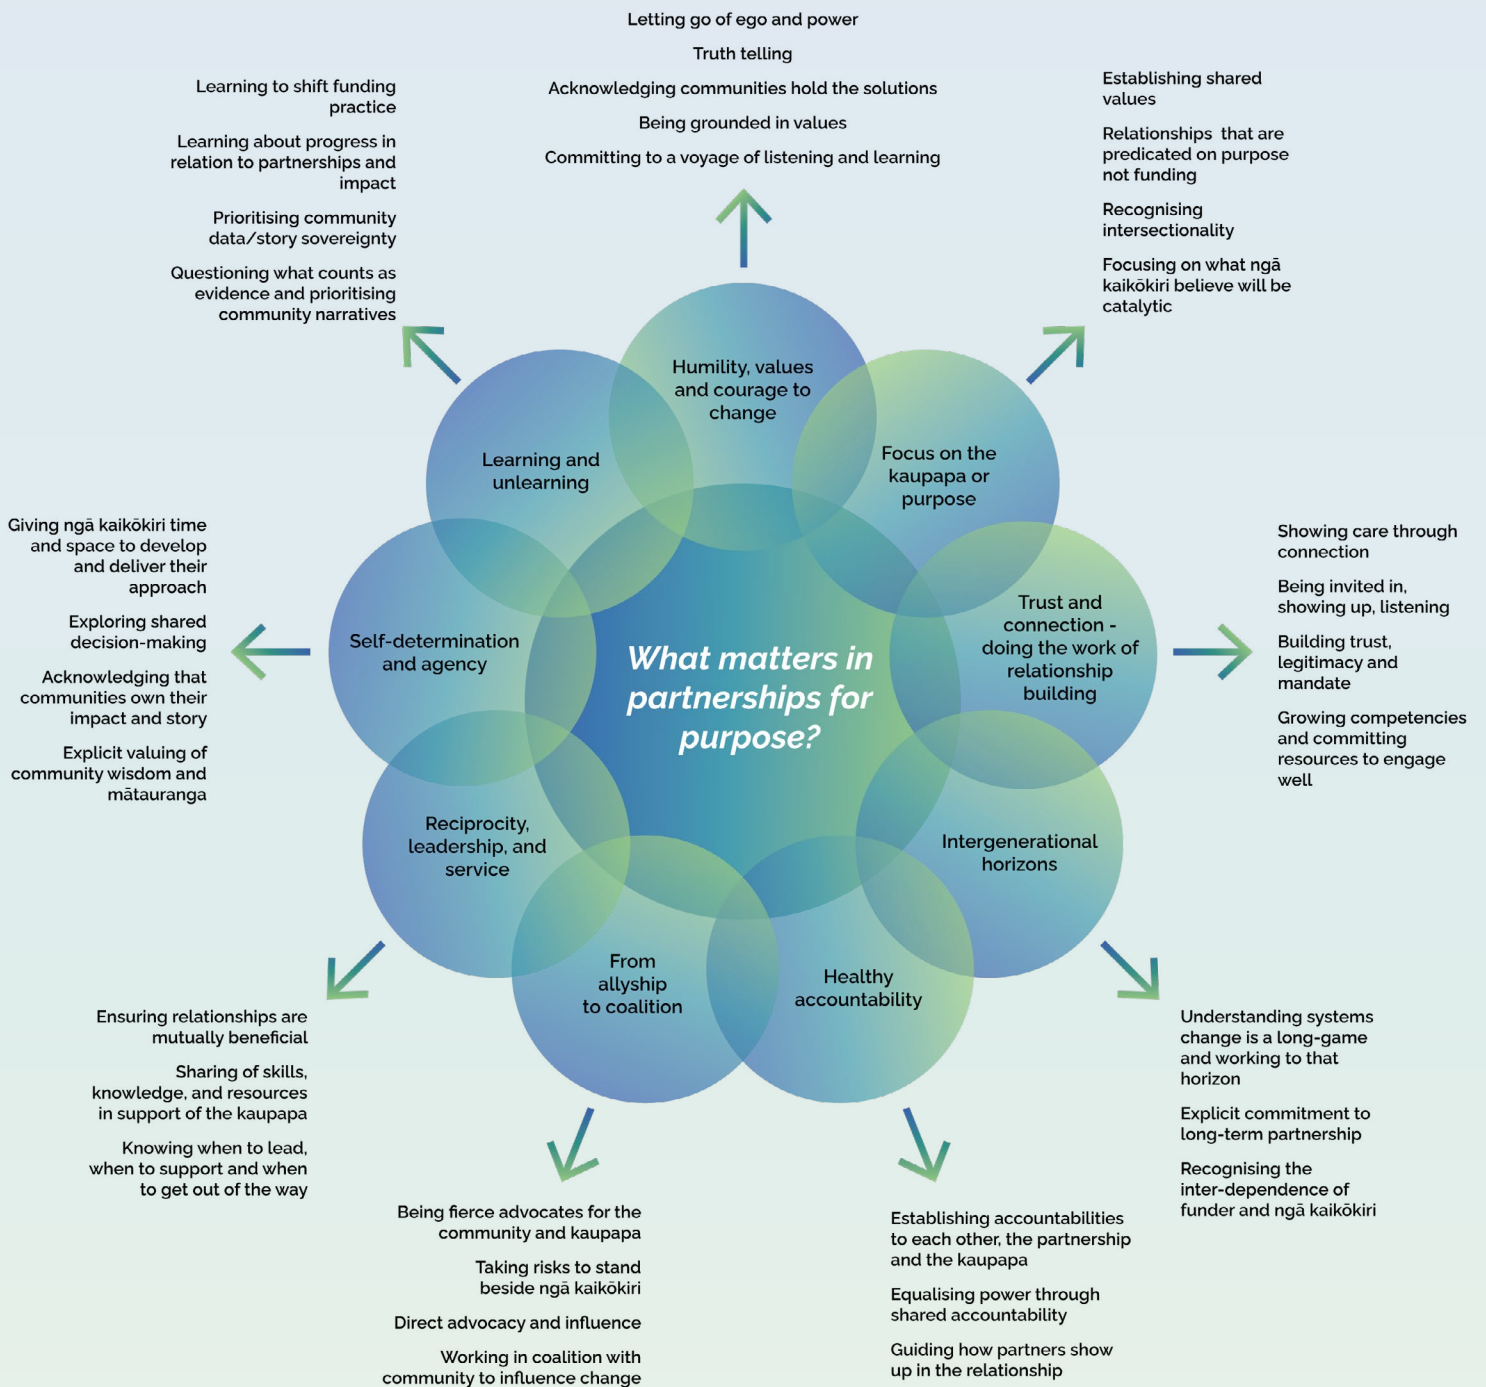 Letting go of ego and power
Truth telling
Acknowledging communities hold the solutions
Being grounded in values
Committing to a voyage of listening and learning
Learning to shift funding
practice
Learning about progress in
relation to partnerships and
impact
Prioritising community
data/story sovereignty
Questioning what counts as
evidence and prioritising
community narratives
Establishing shared
values
Relationships that are
predicated on purpose
not funding
Recognising
intersectionality
Focusing on what ngā
kaikōkiri believe will be
catalytic
Humility, values
and courage to
change
Learning and
unlearning
Focus on the
kaupapa or
purpose
Giving ngā kaikōkiri time
and space to develop
and deliver their
approach
Exploring shared
decision-making
Acknowledging that
communities own their
impact and story
Explicit valuing of
community wisdom and
mātauranga
Self-determination
and agency
What matters in
partnerships for
purpose?
Trust and
connection -
doing the work of
relationship
building
Showing care through
connection
Being invited in,
showing up, listening
Building trust,
legitimacy and
mandate
Growing competencies
and committing
resources to engage
well
Reciprocity,
leadership, and
service
Intergenerational
horizons
From
allyship
to coalition
Healthy
accountability
Ensuring relationships are
mutually beneficial
Sharing of skills,
knowledge, and resources
in support of the kaupapa
Knowing when to lead,
when to support and when
to get out of the way
Understanding systems
change is a long-game
and working to that
horizon
Explicit commitment to
long-term partnership
Recognising the
inter-dependence of
funder and ngā kaikōkiri
Being fierce advocates for the
community and kaupapa
Taking risks to stand
beside ngā kaikōkiri
Direct advocacy and influence
Working in coalition with
community to influence change
Establishing accountabilities
to each other, the partnership
and the kaupapa
Equalising power through
shared accountability
Guiding how partners show
up in the relationship